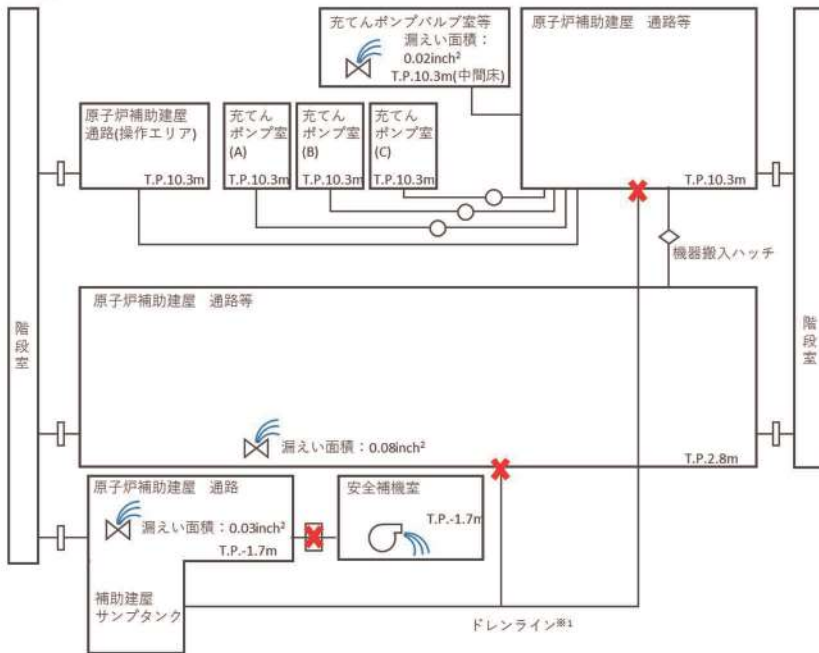 充てんポンプバルブ室等
漏えい面積：
0.02inch²
T.P.10.3m(中間床)
原子炉補助建屋　通路等
T.P.10.3m
原子炉補助建屋
通路(操作エリア)
T.P.10.3m
充てん
ポンプ室
(A)
T.P.10.3m
充てん
ポンプ室
(B)
T.P.10.3m
充てん
ポンプ室
(C)
T.P.10.3m
機器搬入ハッチ
階段室
階段室
原子炉補助建屋　通路等
漏えい面積：0.08inch²
T.P.2.8m
原子炉補助建屋　通路
漏えい面積：0.03inch²
T.P.-1.7m
補助建屋
サンプタンク
安全補機室
T.P.-1.7m
ドレンライン※1